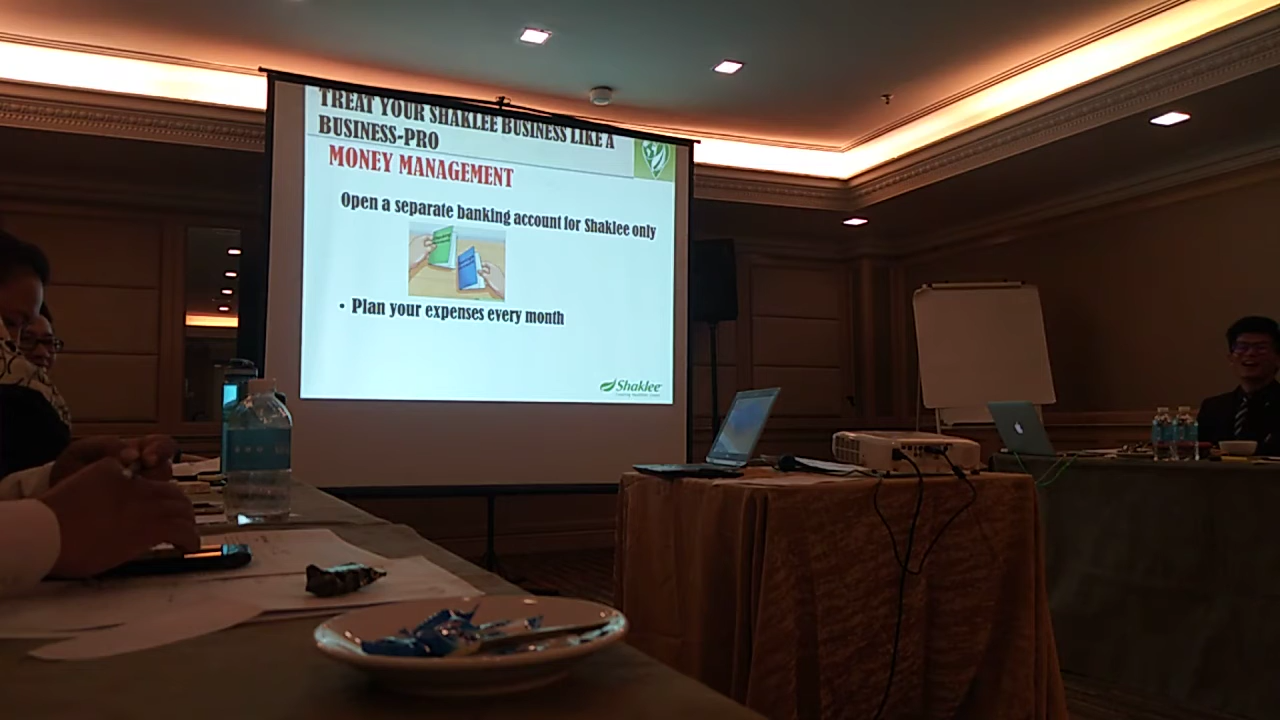 TREAT YOUR SHAKLEE BUSINESS LIKE A
BUSINESS-PRO
MONEY MANAGEMENT
Open a separate banking account for Shaklee only
• Plan your expenses every month
Shaklee